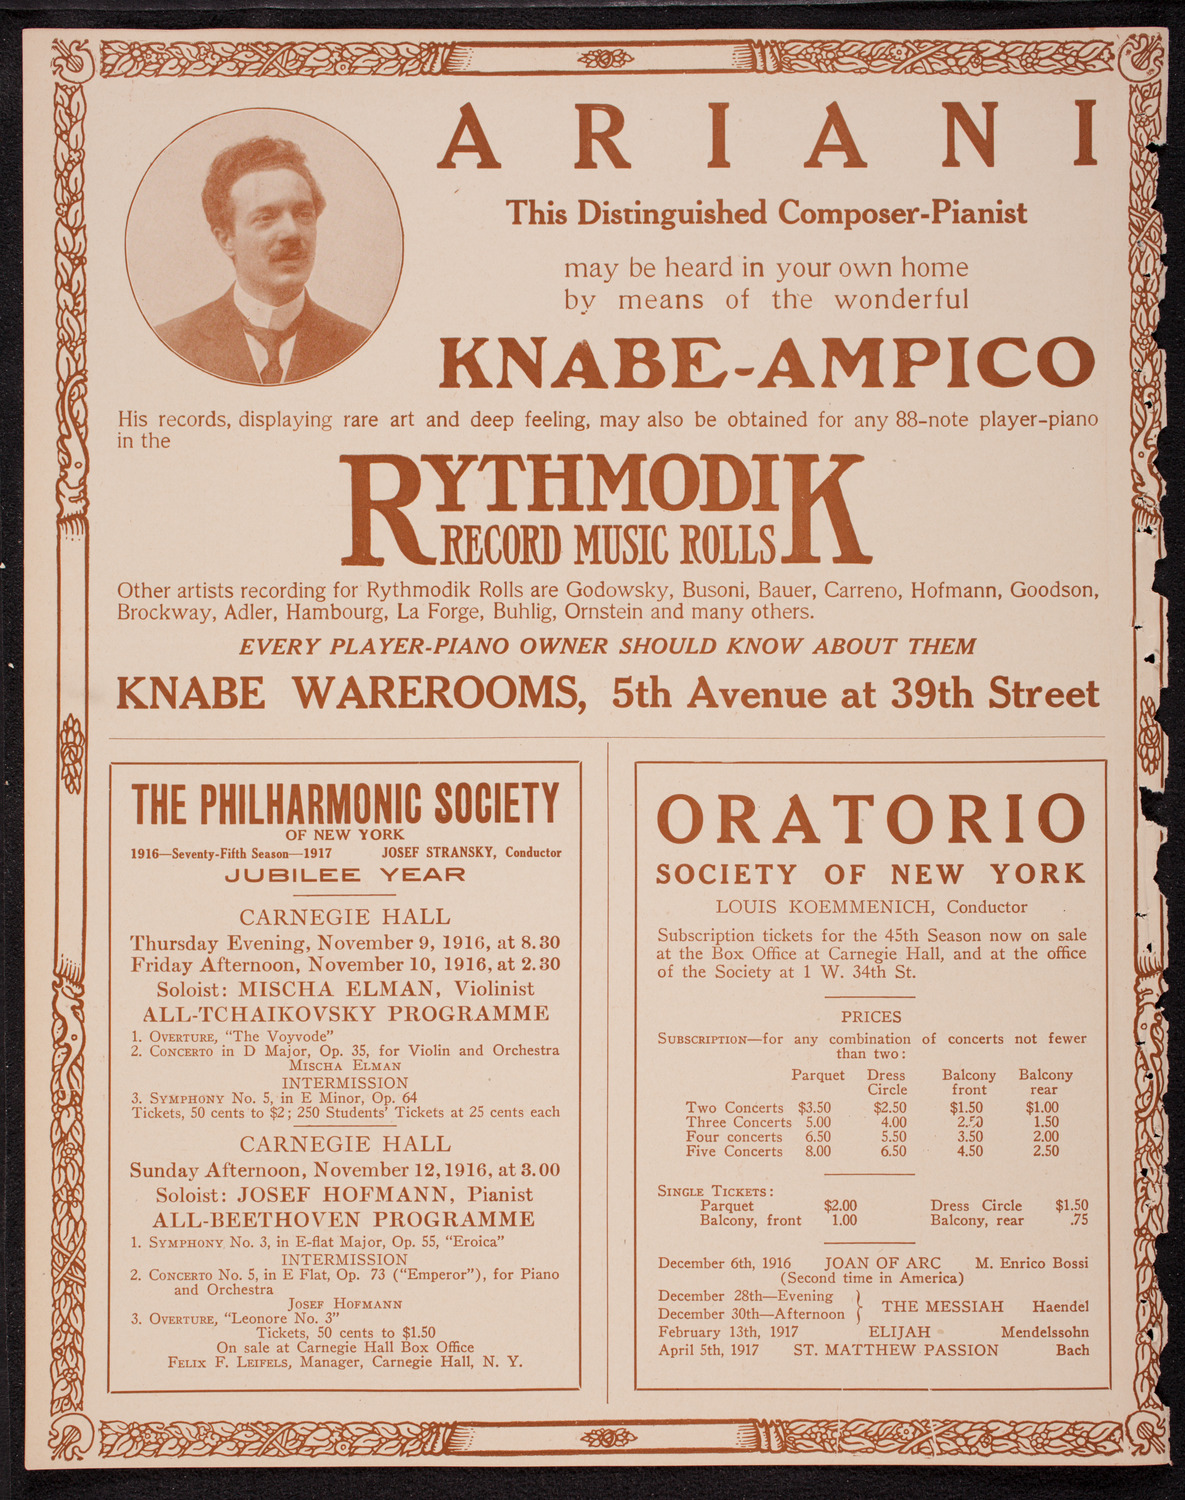 ARIANI
This Distinguished Composer-Pianist
may be heard in your own home
by means of the wonderful
KNABE-AMPICO
His records, displaying rare art and deep feeling, may also be obtained for any 88-note player-piano
in the
RYTHMODIK
RECORD MUSIC ROLLS
Other artists recording for Rythmodik Rolls are Godowsky, Busoni, Bauer, Carreno, Hofmann, Goodson,
Brockway, Adler, Hambourg, La Forge, Buhlig, Ornstein and many others.
EVERY PLAYER-PIANO OWNER SHOULD KNOW ABOUT THEM
KNABE WAREROOMS, 5th Avenue at 39th Street
THE PHILHARMONIC SOCIETY
OF NEW YORK
1916—Seventy-Fifth Season—1917 JOSEF STRANSKY, Conductor
JUBILEE YEAR
CARNEGIE HALL
Thursday Evening, November 9, 1916, at 8.30
Friday Afternoon, November 10, 1916, at 2.30
Soloist: MISCHA ELMAN, Violinist
ALL-TCHAIKOVSKY PROGRAMME
1. OVERTURE, "The Voyvode"
2. CONCERTO in D Major, Op. 35, for Violin and Orchestra
MISCHA ELMAN
INTERMISSION
3. SYMPHONY No. 5, in E Minor, Op. 64
Tickets, 50 cents to $2; 250 Students' Tickets at 25 cents each
CARNEGIE HALL
Sunday Afternoon, November 12, 1916, at 3.00
Soloist: JOSEF HOFMANN, Pianist
ALL-BEETHOVEN PROGRAMME
1. SYMPHONY No. 3, in E-flat Major, Op. 55, "Eroica"
INTERMISSION
2. CONCERTO No. 5, in E Flat, Op. 73 ("Emperor"), for Piano
and Orchestra
JOSEF HOFMANN
3. OVERTURE, "Leonore No. 3"
Tickets, 50 cents to $1.50
On sale at Carnegie Hall Box Office
FELIX F. LEIFELS, Manager, Carnegie Hall, N. Y.
ORATORIO
SOCIETY OF NEW YORK
LOUIS KOEMMENICH, Conductor
Subscription tickets for the 45th Season now on sale
at the Box Office at Carnegie Hall, and at the office
of the Society at 1 W. 34th St.
PRICES
SUBSCRIPTION—for any combination of concerts not fewer
than two:
Parquet Dress Balcony Balcony
Circle front rear
Two Concerts $3.50 $2.50 $1.50 $1.00
Three Concerts 5.00 4.00 2.50 1.50
Four concerts 6.50 5.50 3.50 2.00
Five Concerts 8.00 6.50 4.50 2.50
SINGLE TICKETS:
Parquet $2.00 Dress Circle $1.50
Balcony, front 1.00 Balcony, rear .75
December 6th, 1916 JOAN OF ARC M. Enrico Bossi
(Second time in America)
December 28th—Evening
December 30th—Afternoon } THE MESSIAH Haendel
February 13th, 1917 ELIJAH Mendelssohn
April 5th, 1917 ST. MATTHEW PASSION Bach